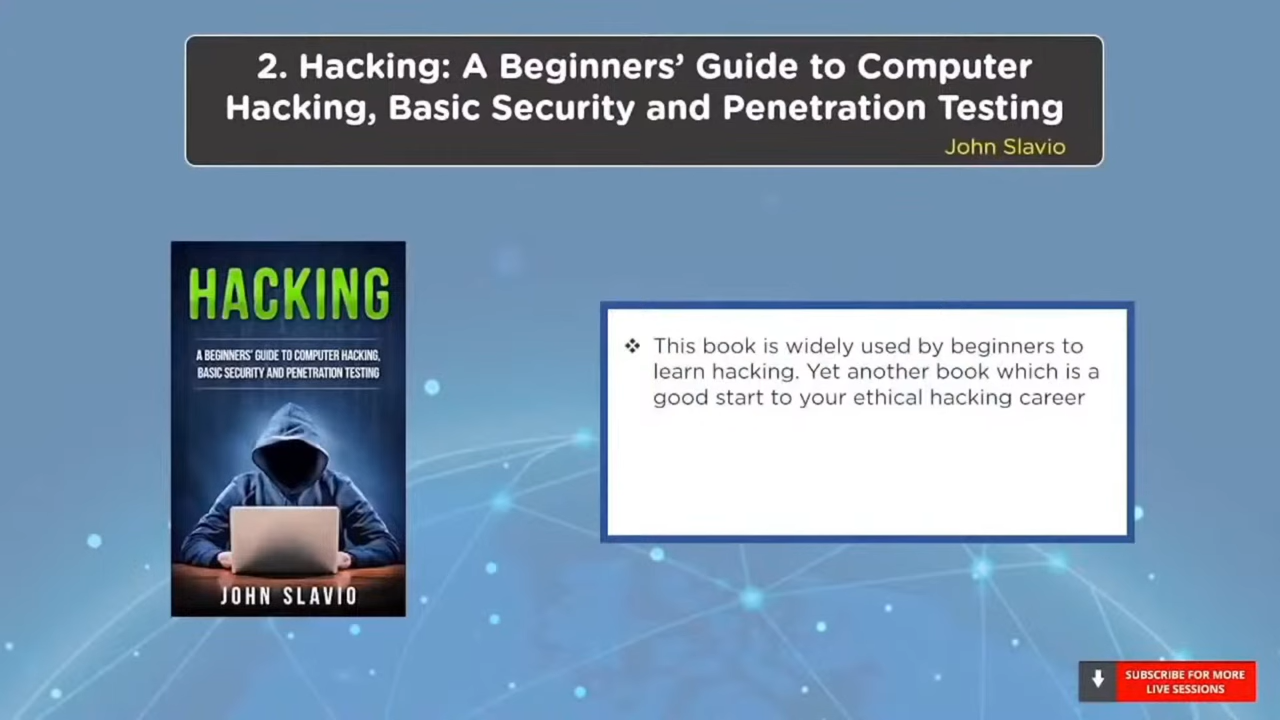 2. Hacking: A Beginners’ Guide to Computer
Hacking, Basic Security and Penetration Testing
John Slavio
HACKING
A BEGINNERS’ GUIDE TO COMPUTER HACKING,
BASIC SECURITY AND PENETRATION TESTING
JOHN SLAVIO
❖ This book is widely used by beginners to
learn hacking. Yet another book which is a
good start to your ethical hacking career
SUBSCRIBE FOR MORE
LIVE SESSIONS